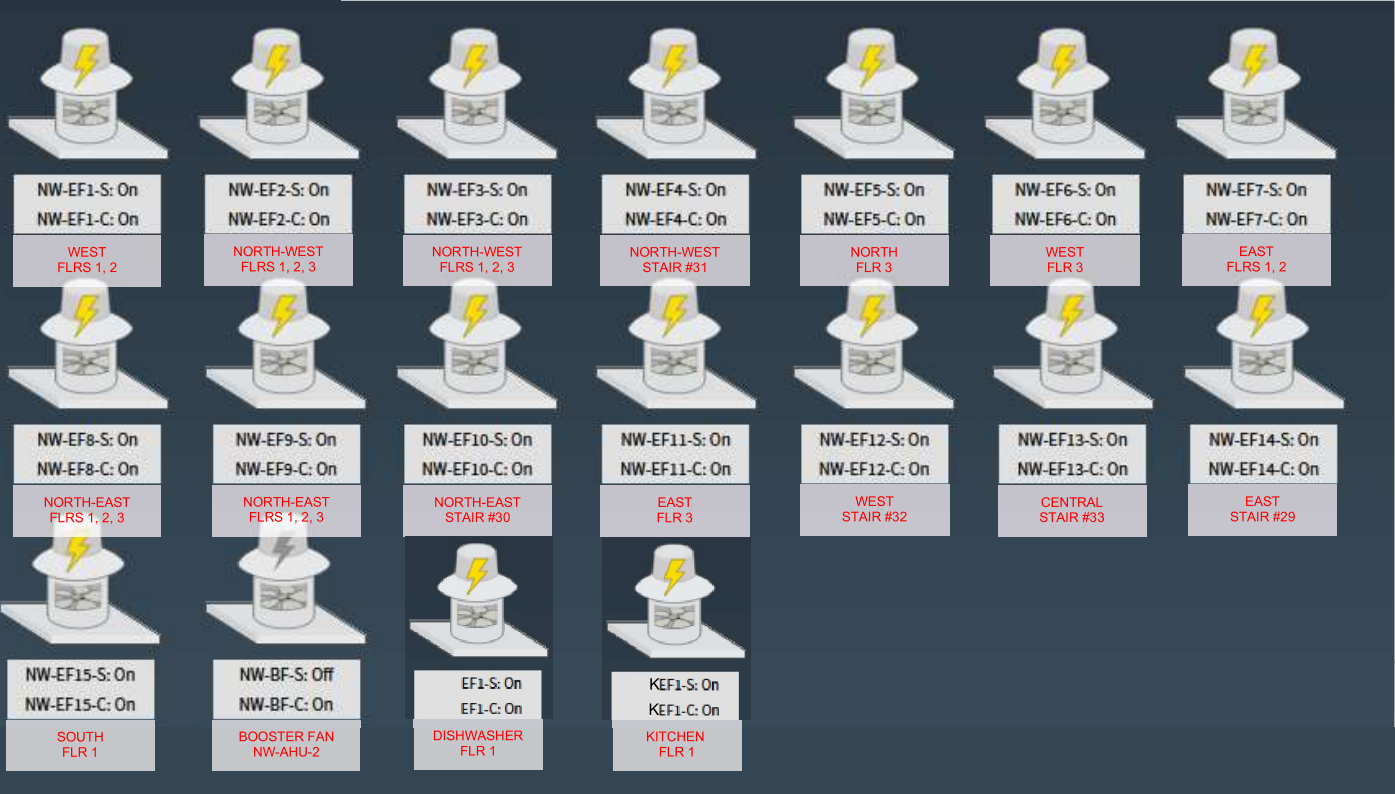 NW-EF1-S: On
NW-EF1-C: On
WEST
FLRS 1, 2
NW-EF2-S: On
NW-EF2-C: On
NORTH-WEST
FLRS 1, 2, 3
NW-EF3-S: On
NW-EF3-C: On
NORTH-WEST
FLRS 1, 2, 3
NW-EF4-S: On
NW-EF4-C: On
NORTH-WEST
STAIR #31
NW-EF5-S: On
NW-EF5-C: On
NORTH
FLR 3
NW-EF6-S: On
NW-EF6-C: On
WEST
FLR 3
NW-EF7-S: On
NW-EF7-C: On
EAST
FLRS 1, 2
NW-EF8-S: On
NW-EF8-C: On
NORTH-EAST
FLRS 1, 2, 3
NW-EF9-S: On
NW-EF9-C: On
NORTH-EAST
FLRS 1, 2, 3
NW-EF10-S: On
NW-EF10-C: On
NORTH-EAST
STAIR #30
NW-EF11-S: On
NW-EF11-C: On
EAST
FLR 3
NW-EF12-S: On
NW-EF12-C: On
WEST
STAIR #32
NW-EF13-S: On
NW-EF13-C: On
CENTRAL
STAIR #33
NW-EF14-S: On
NW-EF14-C: On
EAST
STAIR #29
NW-EF15-S: On
NW-EF15-C: On
SOUTH
FLR 1
NW-BF-S: Off
NW-BF-C: On
BOOSTER FAN
NW-AHU-2
EF1-S: On
EF1-C: On
DISHWASHER
FLR 1
KEF1-S: On
KEF1-C: On
KITCHEN
FLR 1